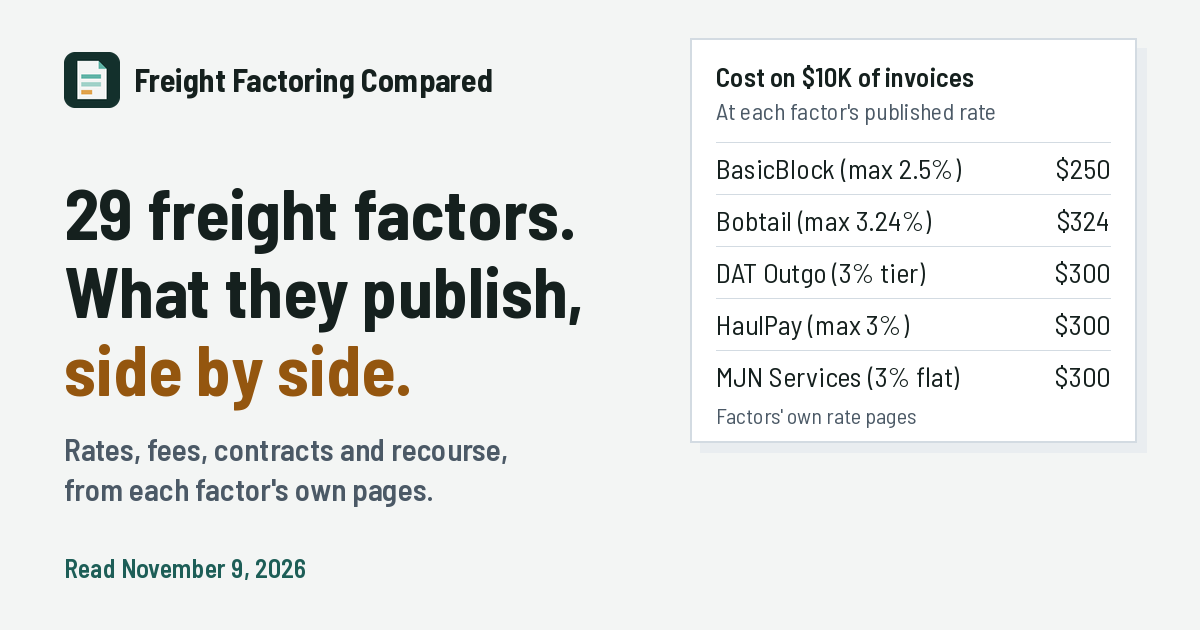 Freight Factoring Compared
29 freight factors.
What they publish,
side by side.
Rates, fees, contracts and recourse,
from each factor's own pages.
Read November 9, 2026
Cost on $10K of invoices
At each factor's published rate
BasicBlock (max 2.5%) $250
Bobtail (max 3.24%) $324
DAT Outgo (3% tier) $300
HaulPay (max 3%) $300
MJN Services (3% flat) $300
Factors' own rate pages